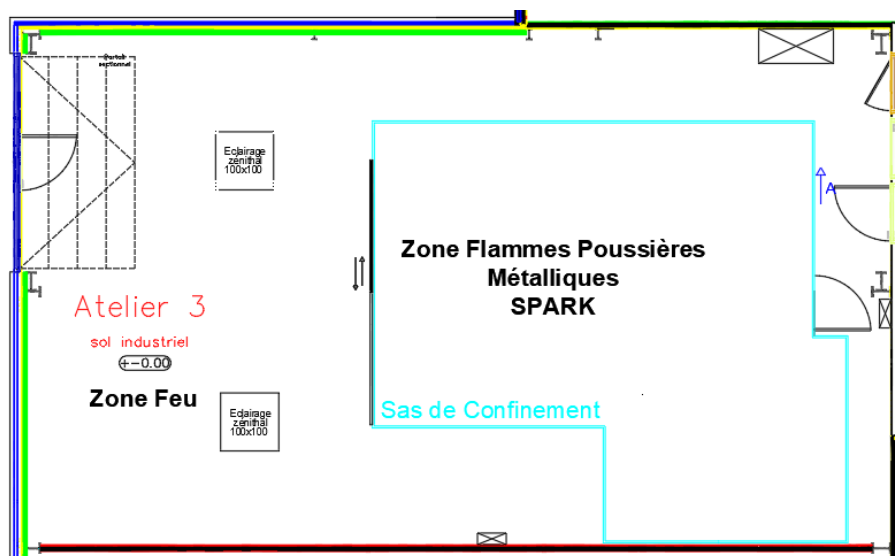 Portail
sectionnel
Eclairage
zénithal
100x100
A
Zone Flammes Poussières
Métalliques
SPARK
Atelier 3
sol industriel
+-0.00
Zone Feu
Sas de Confinement
Eclairage
zénithal
100x100